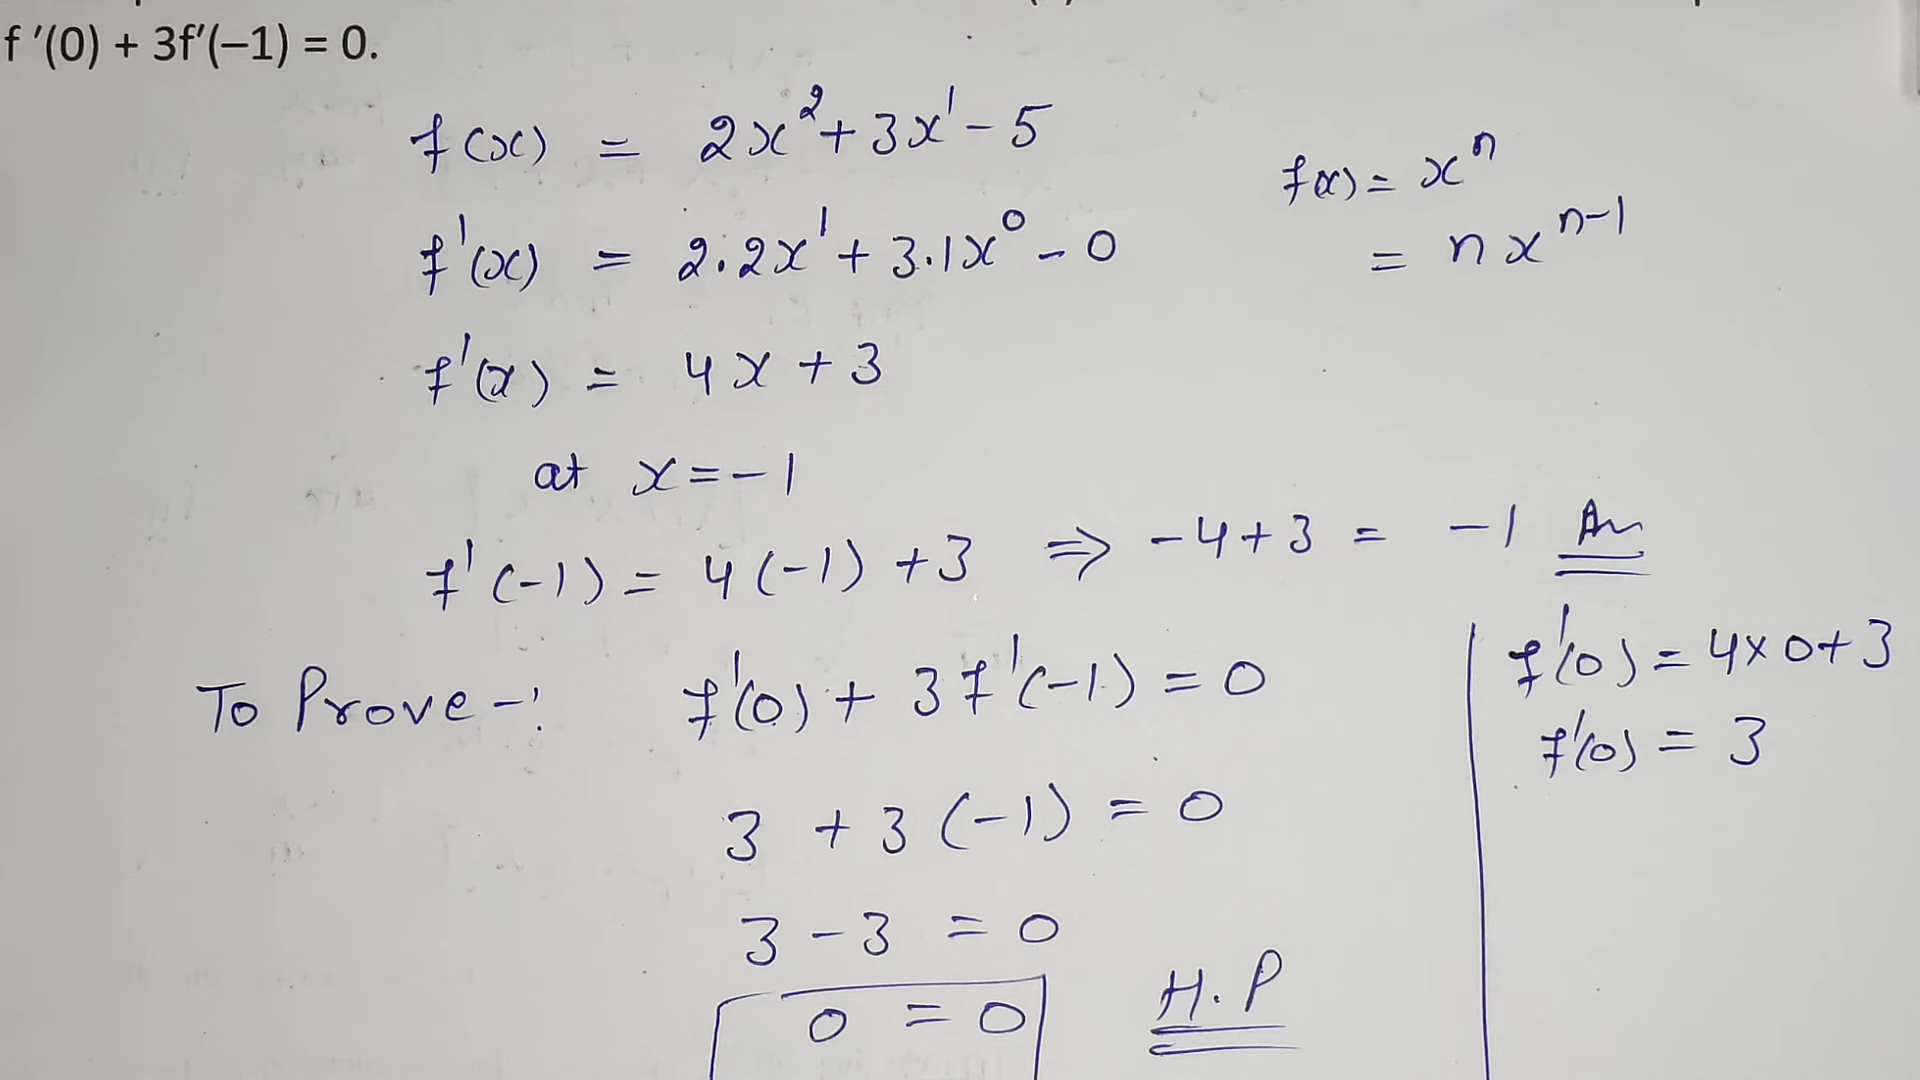 f ′(0) + 3f′(–1) = 0.
f(x) = 2x² + 3x¹ - 5
f(x) = xⁿ
f'(x) = 2.2x¹ + 3.1x⁰ - 0
= nxⁿ⁻¹
f'(x) = 4x + 3
at x = -1
f'(-1) = 4(-1) + 3 ⇒ -4+3 = -1 An
To Prove -: f'(0) + 3f'(-1) = 0
f'(0) = 4×0+3
f'(0) = 3
3 + 3(-1) = 0
3 - 3 = 0
0 = 0 H.P